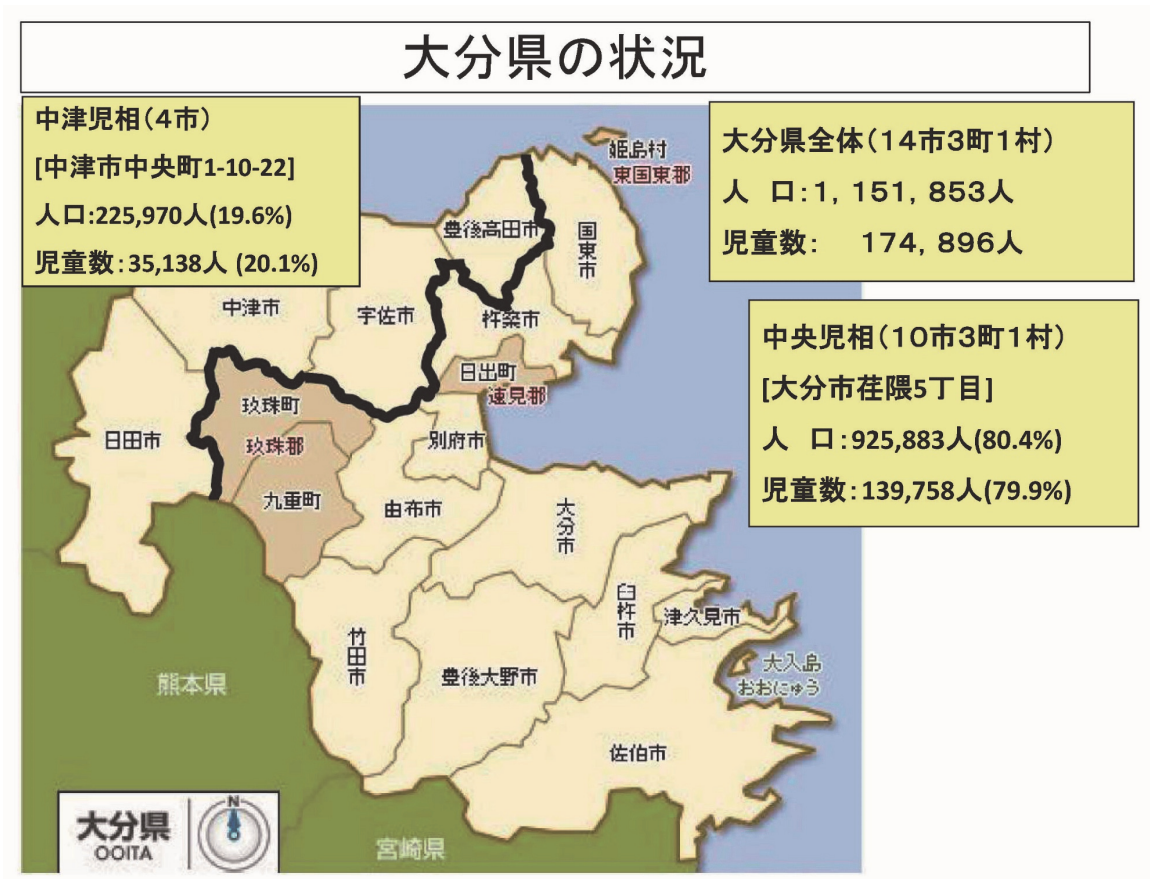 大分県の状況
中津児相（4市）
[中津市中央町1-10-22]
人口:225,970人(19.6%)
児童数:35,138人 (20.1%)
大分県全体（14市3町1村）
人　口:1, 151, 853人
児童数:　174, 896人
中央児相（10市3町1村）
[大分市荏隈5丁目]
人　口:925,883人(80.4%)
児童数:139,758人(79.9%)
姫島村
東国東郡
豊後高田市
国東市
中津市
宇佐市
杵築市
日出町
速見郡
玖珠町
玖珠郡
日田市
別府市
九重町
由布市
大分市
臼杵市
津久見市
竹田市
豊後大野市
大入島
おおにゅう
佐伯市
熊本県
宮崎県
大分県
OOITA
N